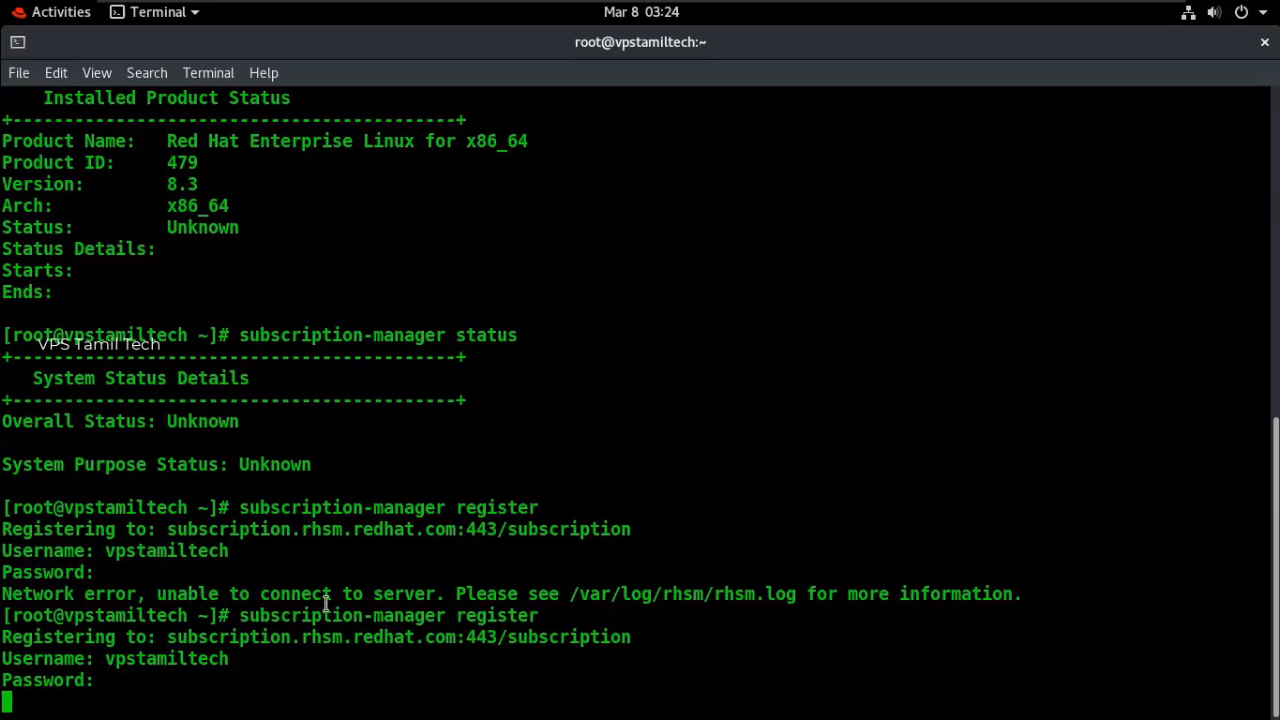 Activities Terminal Mar 8 03:24
root@vpstamiltech:~
File Edit View Search Terminal Help
Installed Product Status
+-------------------------------------------+
Product Name: Red Hat Enterprise Linux for x86_64
Product ID: 479
Version: 8.3
Arch: x86_64
Status: Unknown
Status Details:
Starts:
Ends:
[root@vpstamiltech ~]# subscription-manager status
VPS Tamil Tech
+-------------------------------------------+
System Status Details
+-------------------------------------------+
Overall Status: Unknown
System Purpose Status: Unknown
[root@vpstamiltech ~]# subscription-manager register
Registering to: subscription.rhsm.redhat.com:443/subscription
Username: vpstamiltech
Password:
Network error, unable to connect to server. Please see /var/log/rhsm/rhsm.log for more information.
[root@vpstamiltech ~]# subscription-manager register
Registering to: subscription.rhsm.redhat.com:443/subscription
Username: vpstamiltech
Password: